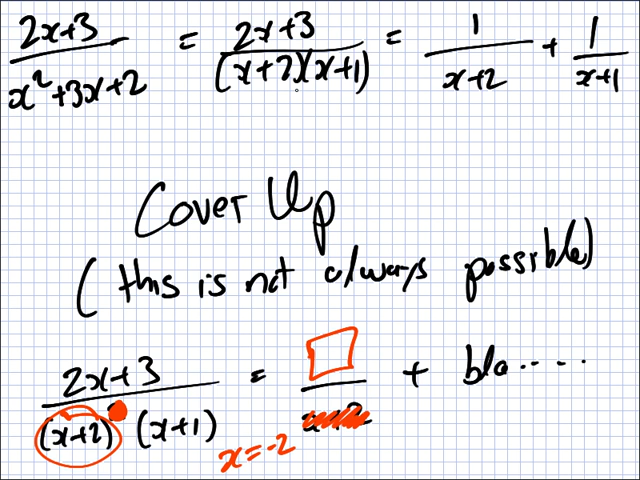 2x+3 / x²+3x+2 = 2x+3 / (x+2)(x+1) = 1 / x+2 + 1 / x+1
Cover Up
(this is not always possible)
2x+3 / (x+2) (x+1) = □ / x+2 + bla.....
x=-2